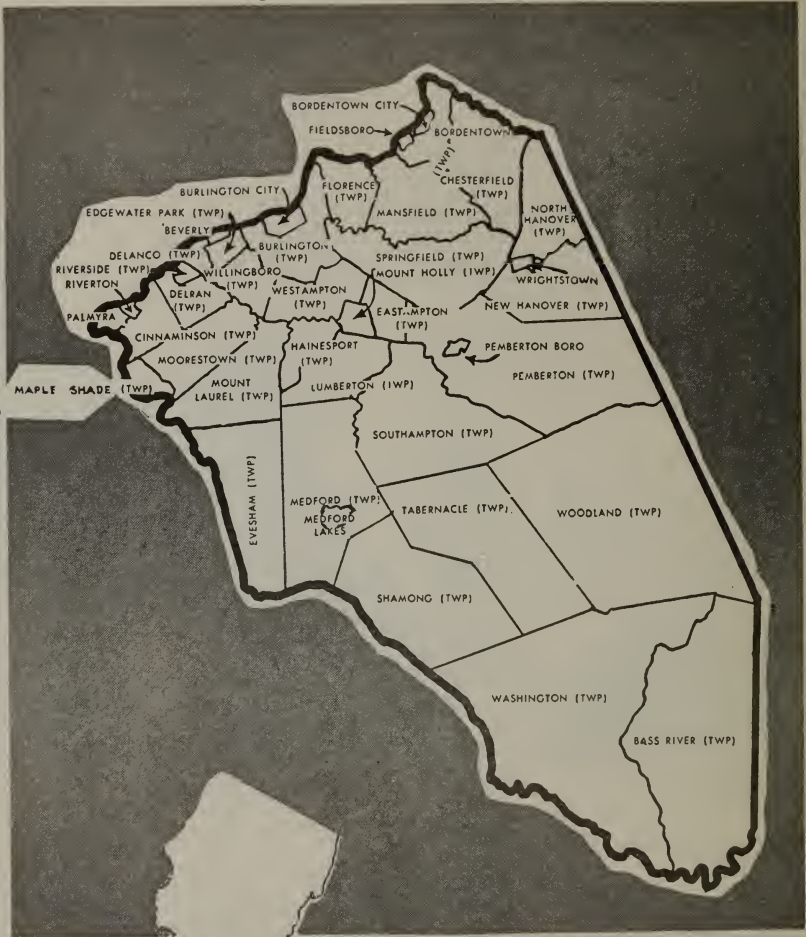 BORDENTOWN CITY
FIELDSBORO
BORDENTOWN
(TWP)
CHESTERFIELD
(TWP)
BURLINGTON CITY
FLORENCE
(TWP)
MANSFIELD (TWP)
NORTH
HANOVER
(TWP)
EDGEWATER PARK (TWP)
BEVERLY
BURLINGTON
(TWP)
DELANCO (TWP)
SPRINGFIELD (TWP)
RIVERSIDE (TWP)
WILLINGBORO
(TWP)
MOUNT HOLLY (TWP)
WRIGHTSTOWN
RIVERTON
DELRAN
(TWP)
WESTAMPTON
(TWP)
NEW HANOVER (TWP)
PALMYRA
EASTAMPTON
(TWP)
CINNAMINSON (TWP)
HAINESPORT
(TWP)
PEMBERTON BORO
MOORESTOWN (TWP)
PEMBERTON (TWP)
MAPLE SHADE (TWP)
MOUNT
LAUREL (TWP)
LUMBERTON (TWP)
SOUTHAMPTON (TWP)
EVESHAM (TWP)
MEDFORD (TWP)
MEDFORD
LAKES
TABERNACLE (TWP)
WOODLAND (TWP)
SHAMONG (TWP)
WASHINGTON (TWP)
BASS RIVER (TWP)